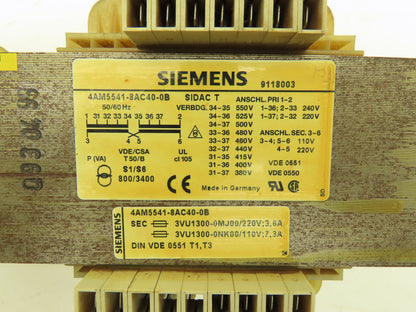 SIEMENS
9118003
4AM5541-8AC40-0B SIDAC T
50/60 Hz
1 31 32 33 34 35 36 37 2
3 4 5 6
VDE/CSA UL
P (VA) T 50/B cl 105
S1/S6
800/3400
CE
VERBDG. 34-35 550V
34-36 525V
34-37 500V
33-36 480V
33-37 460V
32-37 440V
31-35 415V
31-36 400V
31-37 380V
ANSCHL.PRI 1-2
1-36; 2-33 240V
1-37; 2-32 220V
ANSCHL.SEC.3-6
3-4; 5-6 110V
4-5 220V
VDE 0551
VDE 0550
Made in Germany
4AM5541-8AC40-0B
SEC 3VU1300-0MJ00/220V;3,6A
3VU1300-0NK00/110V;7,3A
DIN VDE 0551 T1,T3